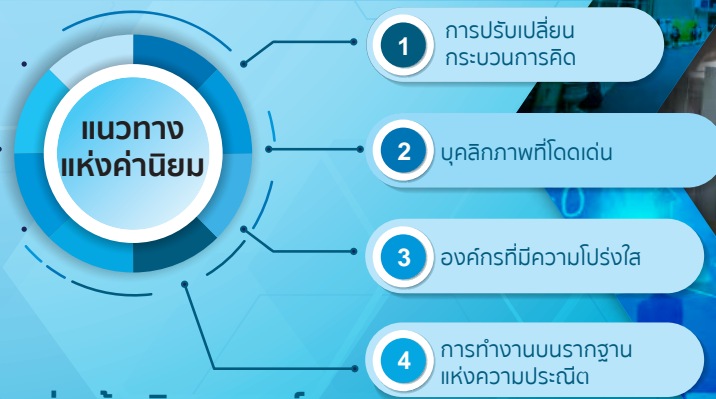 แนวทาง
แห่งค่านิยม
1
การปรับเปลี่ยน
กระบวนการคิด
2
บุคลิกภาพที่โดดเด่น
3
องค์กรที่มีความโปร่งใส
4
การทำงานบนรากฐาน
แห่งความประณีต